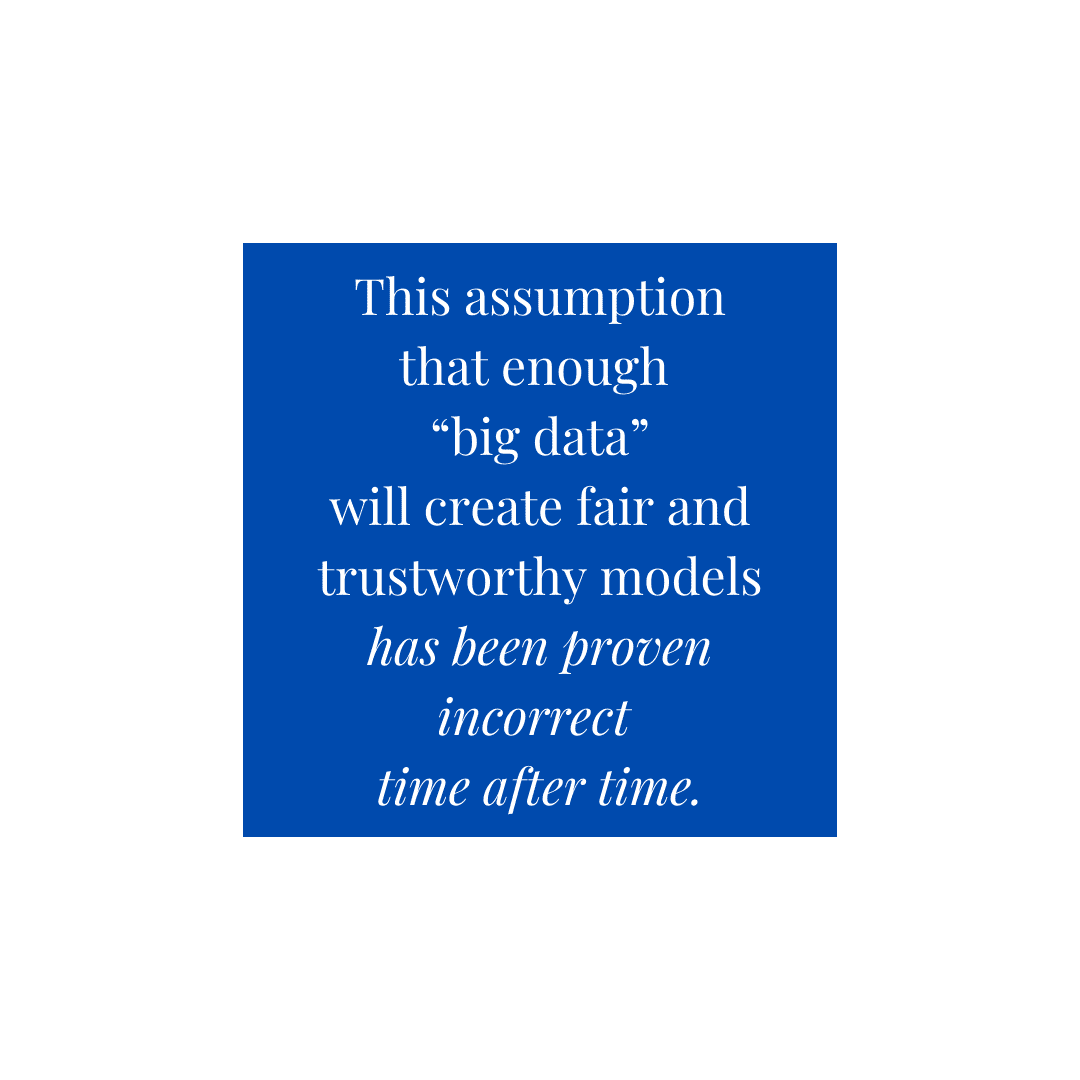 This assumption
that enough
“big data”
will create fair and
trustworthy models
has been proven
incorrect
time after time.